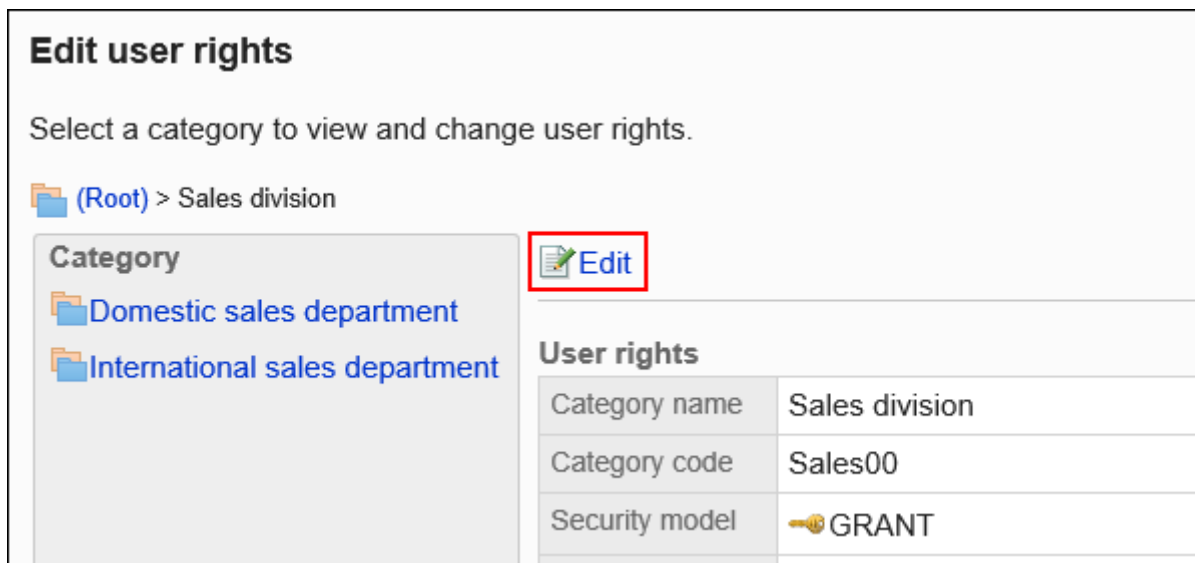 Edit user rights
Select a category to view and change user rights.
(Root) > Sales division
Category
Domestic sales department
International sales department
Edit
User rights
Category name Sales division
Category code Sales00
Security model GRANT